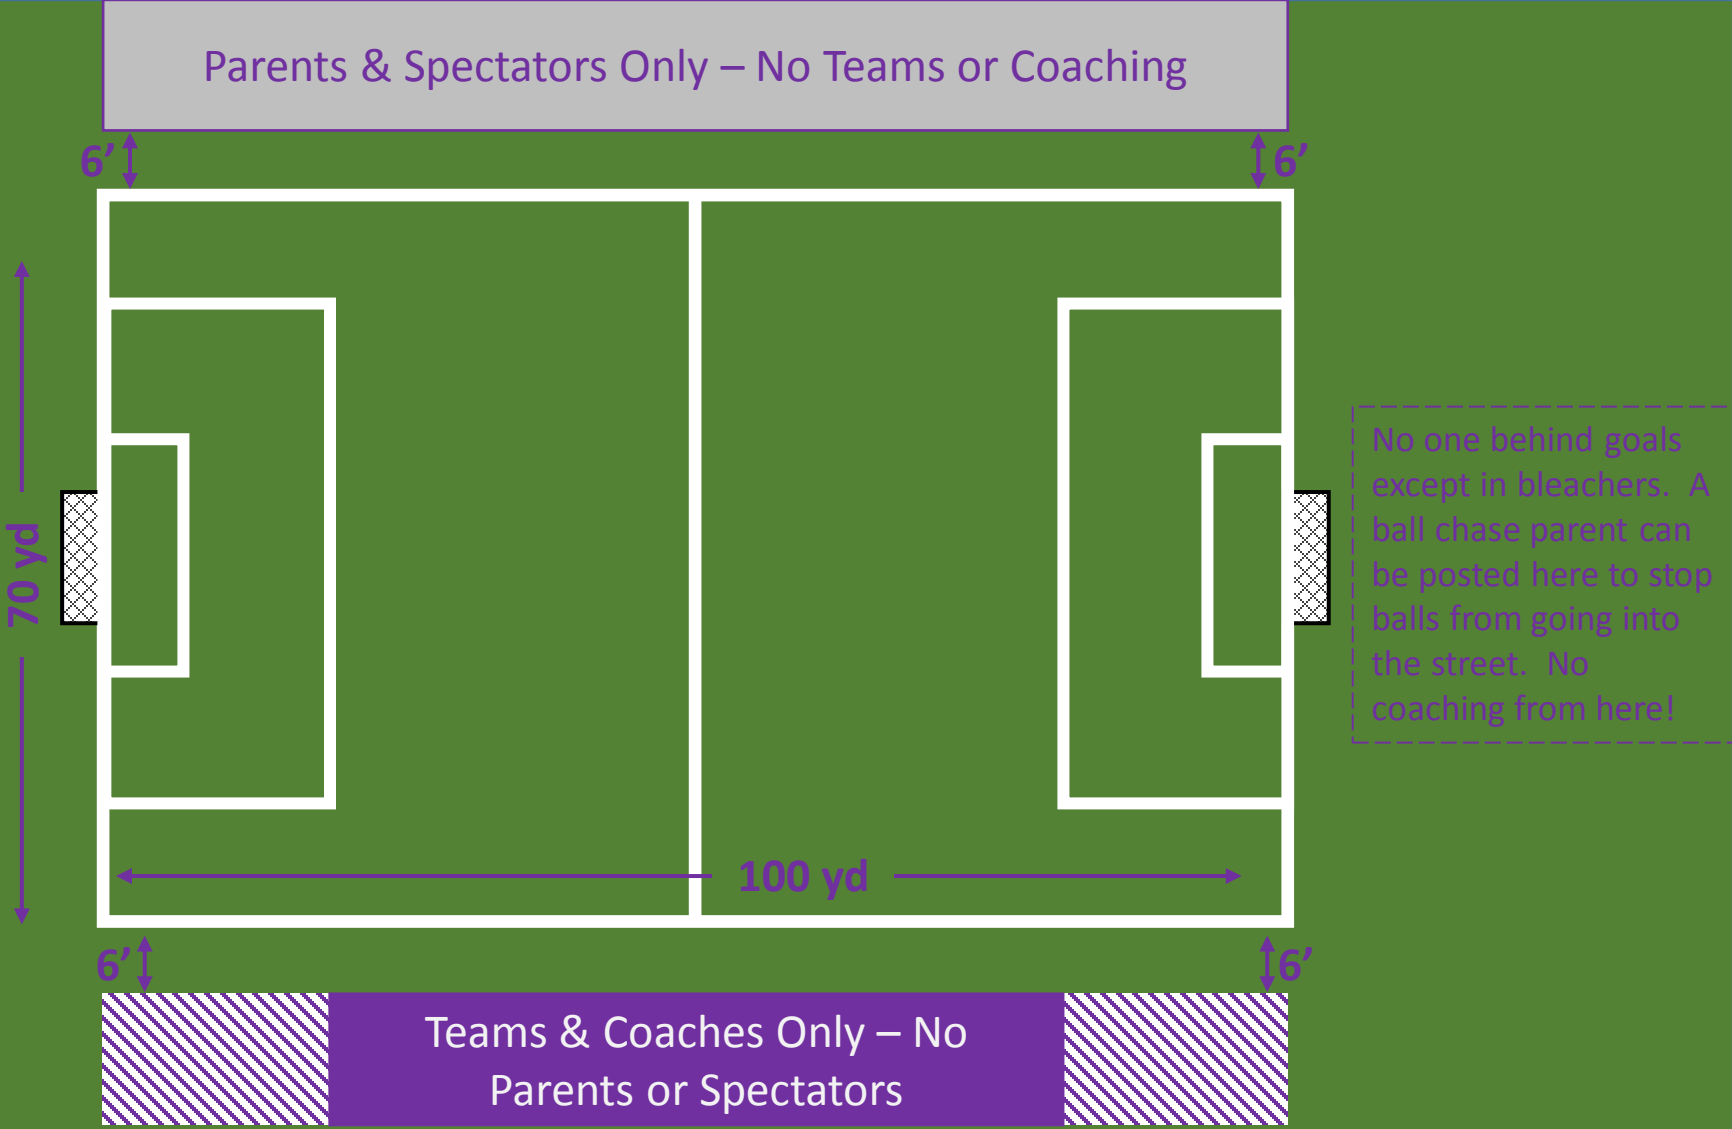 Parents & Spectators Only – No Teams or Coaching
6’
6’
70 yd
No one behind goals
except in bleachers.  A
ball chase parent can
be posted here to stop
balls from going into
the street.  No
coaching from here!
100 yd
6’
6’
Teams & Coaches Only – No
Parents or Spectators